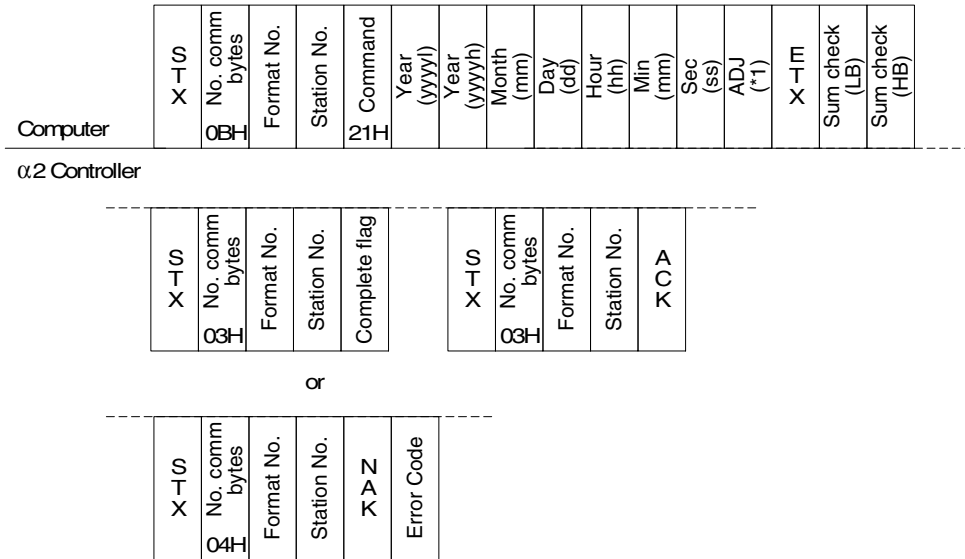 Computer
STX
No. comm bytes
0BH
Format No.
Station No.
Command
21H
Year (yyyyl)
Year (yyyyh)
Month (mm)
Day (dd)
Hour (hh)
Min (mm)
Sec (ss)
ADJ (*1)
ETX
Sum check (LB)
Sum check (HB)
α2 Controller
STX
No. comm bytes
03H
Format No.
Station No.
Complete flag
STX
No. comm bytes
03H
Format No.
Station No.
ACK
or
STX
No. comm bytes
04H
Format No.
Station No.
NAK
Error Code